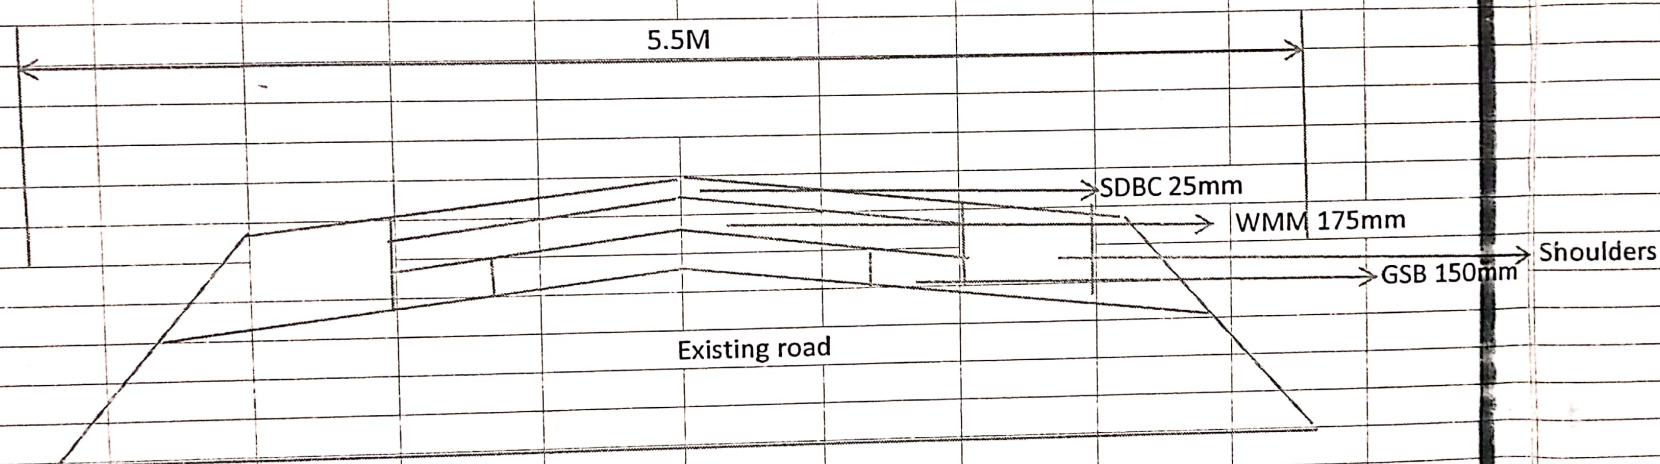 5.5M
SDBC 25mm
WMM 175mm
Shoulders
GSB 150mm
Existing road